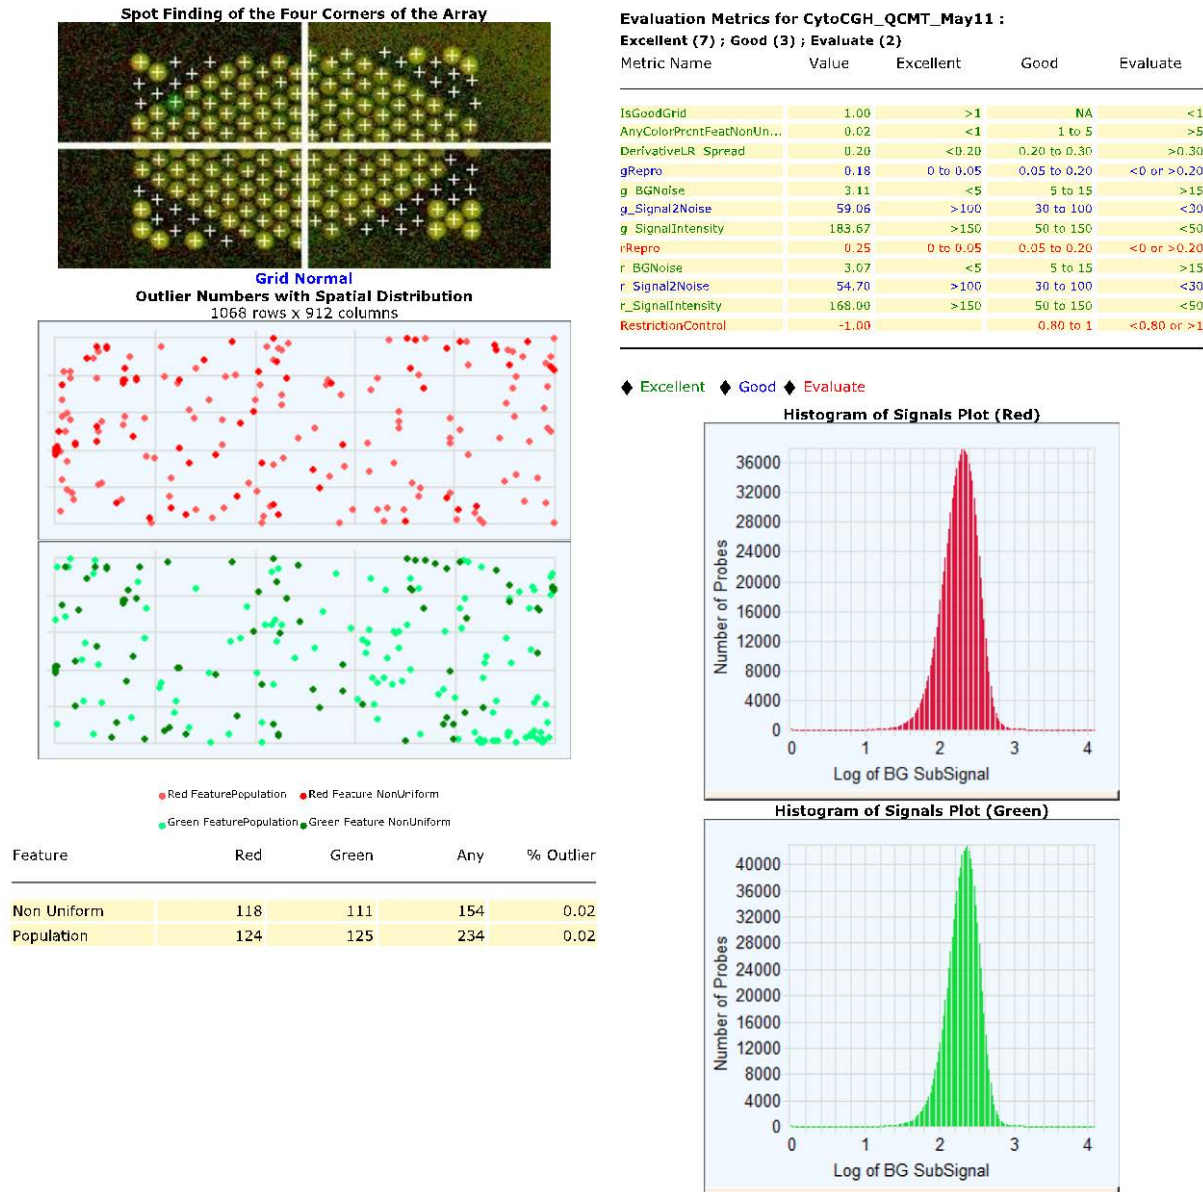 Spot Finding of the Four Corners of the Array
Grid Normal
Outlier Numbers with Spatial Distribution
1068 rows x 912 columns
Red FeaturePopulation Red Feature NonUniform
Green FeaturePopulation Green Feature NonUniform
Feature Red Green Any % Outlier
Non Uniform 118 111 154 0.02
Population 124 125 234 0.02
Evaluation Metrics for CytoCGH_QCMT_May11 :
Excellent (7) ; Good (3) ; Evaluate (2)
Metric Name Value Excellent Good Evaluate
IsGoodGrid 1.00 >1 NA <1
AnyColorPrcntFeatNonUn... 0.02 <1 1 to 5 >5
DerivativeLR_Spread 0.20 <0.20 0.20 to 0.30 >0.30
gRepro 0.18 0 to 0.05 0.05 to 0.20 <0 or >0.20
g_BGNoise 3.11 <5 5 to 15 >15
g_Signal2Noise 59.06 >100 30 to 100 <30
g_SignalIntensity 183.67 >150 50 to 150 <50
rRepro 0.25 0 to 0.05 0.05 to 0.20 <0 or >0.20
r_BGNoise 3.07 <5 5 to 15 >15
r_Signal2Noise 54.70 >100 30 to 100 <30
r_SignalIntensity 168.00 >150 50 to 150 <50
RestrictionControl -1.00 0.80 to 1 <0.80 or >1
Excellent Good Evaluate
Histogram of Signals Plot (Red)
Number of Probes
36000
32000
28000
24000
20000
16000
12000
8000
4000
0
0 1 2 3 4
Log of BG SubSignal
Histogram of Signals Plot (Green)
Number of Probes
40000
36000
32000
28000
24000
20000
16000
12000
8000
4000
0
0 1 2 3 4
Log of BG SubSignal